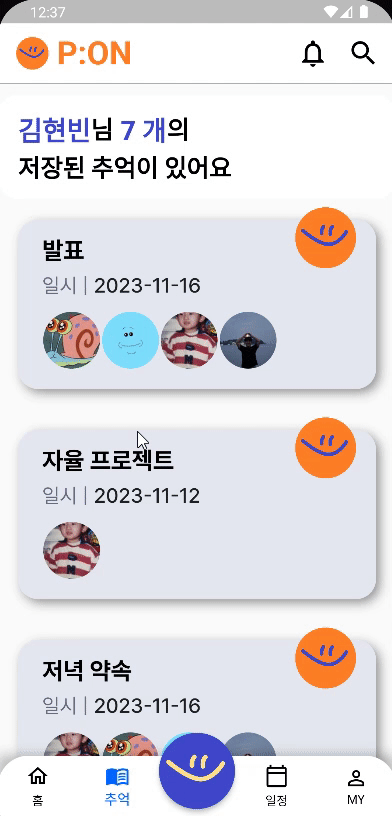 12:37
P:ON
김현빈님 7 개의
저장된 추억이 있어요
발표
일시 | 2023-11-16
자율 프로젝트
일시 | 2023-11-12
저녁 약속
일시 | 2023-11-16
홈
추억
일정
MY